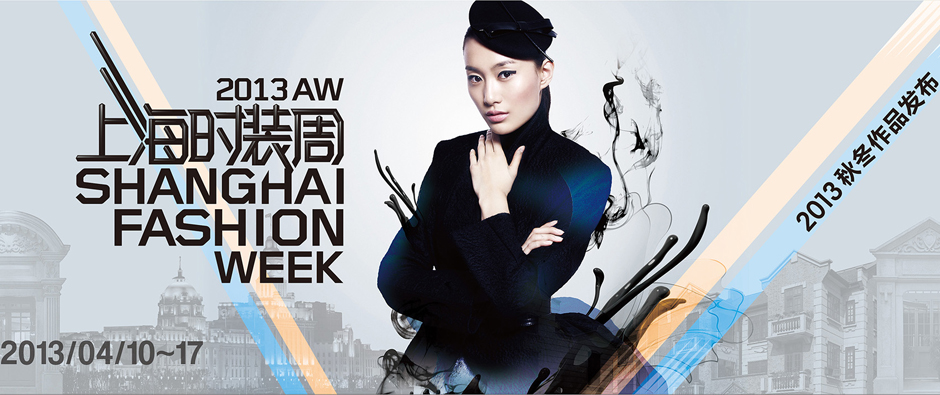 2013 AW
上海时装周
SHANGHAI
FASHION
WEEK
2013/04/10~17
2013 秋冬作品发布